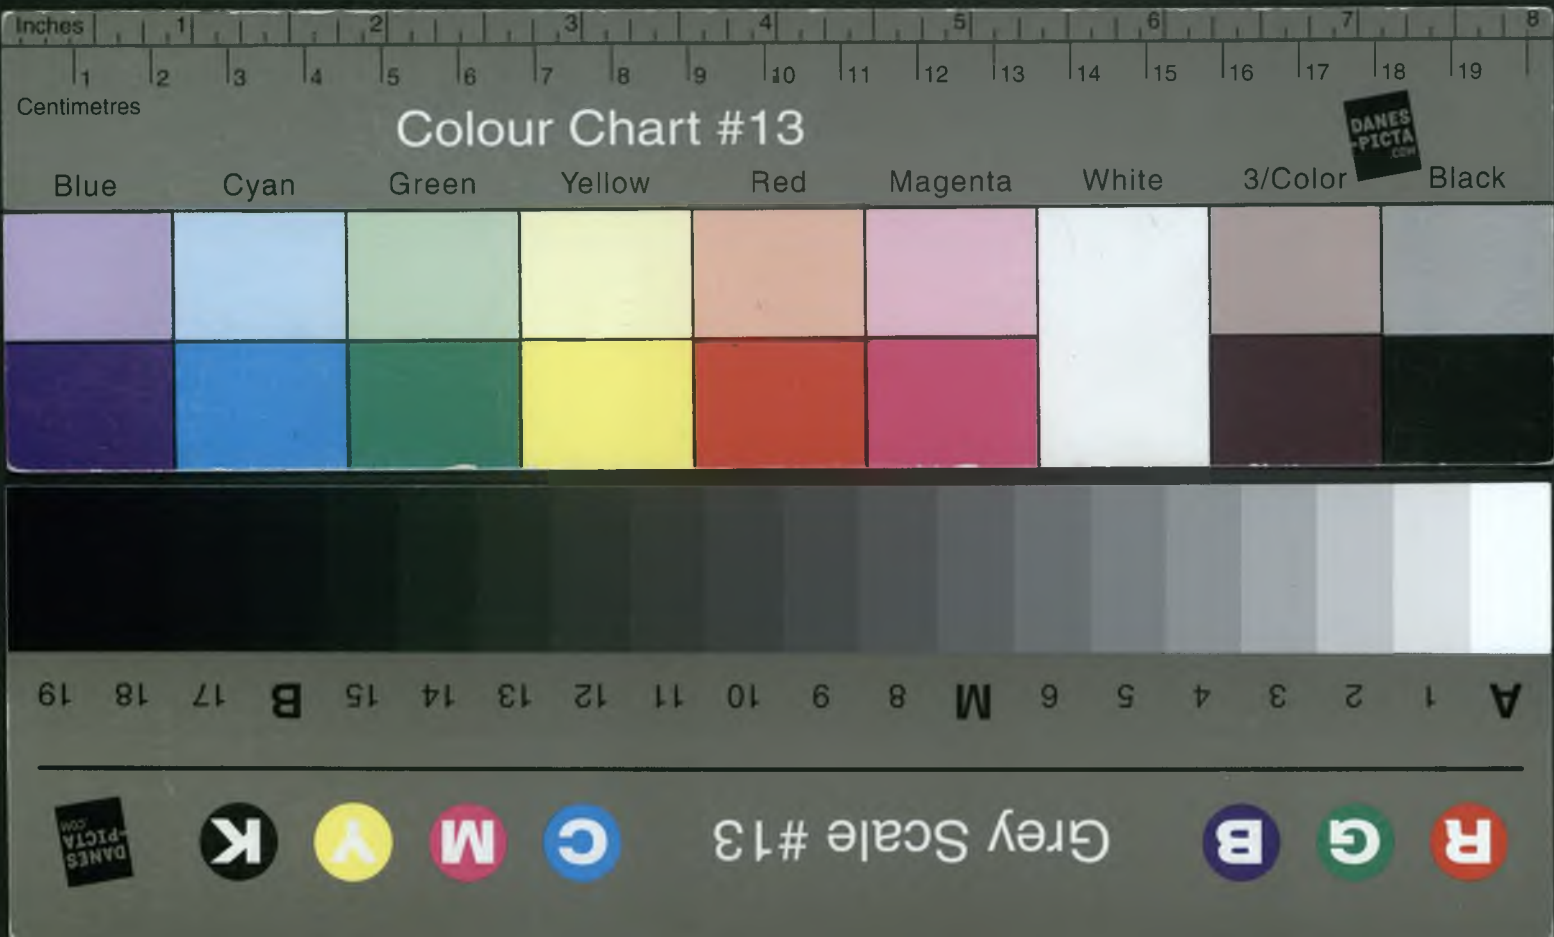 Inches 1 2 3 4 5 6 7 8
1 2 3 4 5 6 7 8 9 10 11 12 13 14 15 16 17 18 19
Centimetres
Colour Chart #13
DANES
-PICTA
.COM
Blue Cyan Green Yellow Red Magenta White 3/Color Black
A 1 2 3 4 5 6 M 8 9 10 11 12 13 14 15 B 17 18 19
R G B Grey Scale #13 C M Y K
DANES
-PICTA
.COM